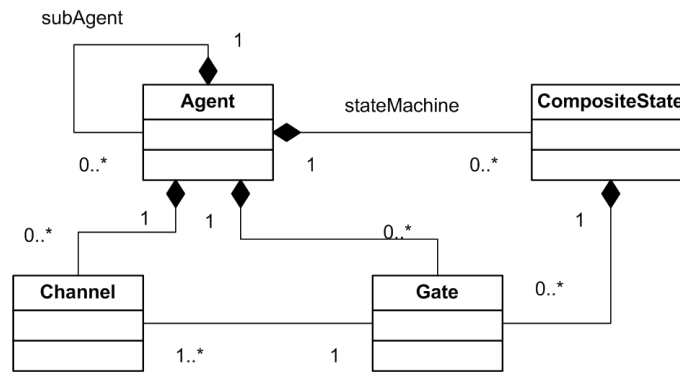 subAgent
1
Agent
stateMachine
CompositeState
0..*
1
0..*
1
1
1
0..*
0..*
0..*
Channel
Gate
1..*
1